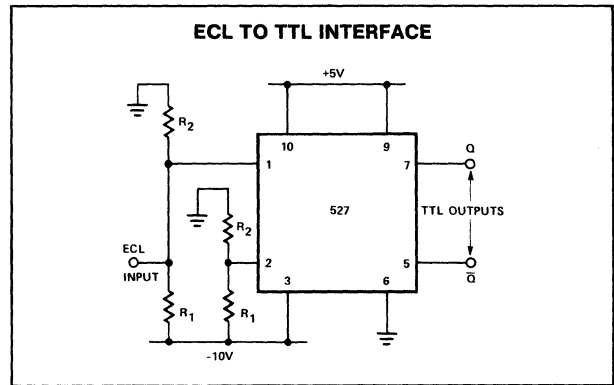 ECL TO TTL INTERFACE
+5V
R2
10
9
1
7
Q
R2
527
TTL OUTPUTS
ECL
INPUT
2
5
Q̅
R1
R1
3
6
-10V